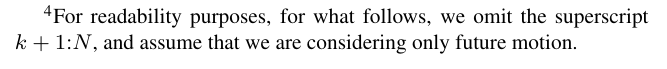 ⁴For readability purposes, for what follows, we omit the superscript
k + 1:N, and assume that we are considering only future motion.